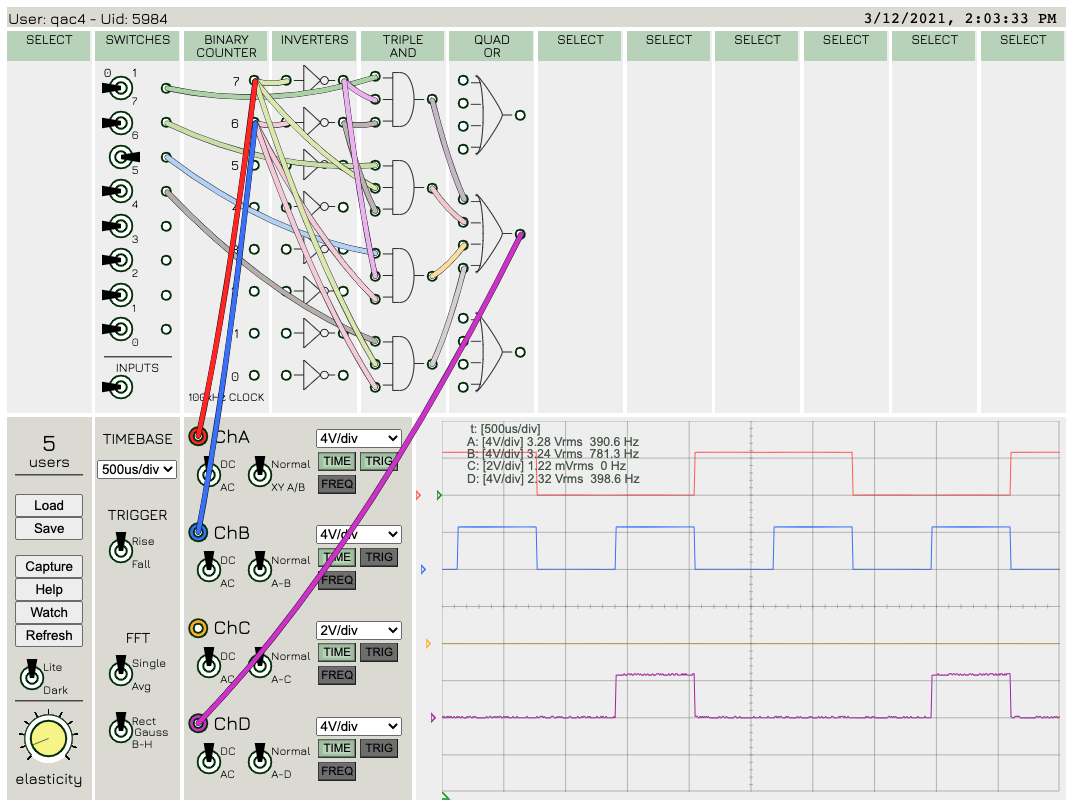 User: qac4 - Uid: 5984
3/12/2021, 2:03:33 PM
SELECT
SWITCHES
BINARY
COUNTER
INVERTERS
TRIPLE
AND
QUAD
OR
SELECT
SELECT
SELECT
SELECT
SELECT
SELECT
0 1
7
6
5
4
3
2
1
0
INPUTS
7
6
5
1
0
100kHz CLOCK
5
users
Load
Save
Capture
Help
Watch
Refresh
Lite
Dark
elasticity
TIMEBASE
500us/div
TRIGGER
Rise
Fall
FFT
Single
Avg
Rect
Gauss
B-H
ChA
4V/div
DC
AC
Normal
XY A/B
TIME
TRIG
FREQ
ChB
4V/div
DC
AC
Normal
A-B
TIME
TRIG
FREQ
ChC
2V/div
DC
AC
Normal
A-C
TIME
TRIG
FREQ
ChD
4V/div
DC
AC
Normal
A-D
TIME
TRIG
FREQ
t: [500us/div]
A: [4V/div] 3.28 Vrms 390.6 Hz
B: [4V/div] 3.24 Vrms 781.3 Hz
C: [2V/div] 1.22 mVrms 0 Hz
D: [4V/div] 2.32 Vrms 398.6 Hz